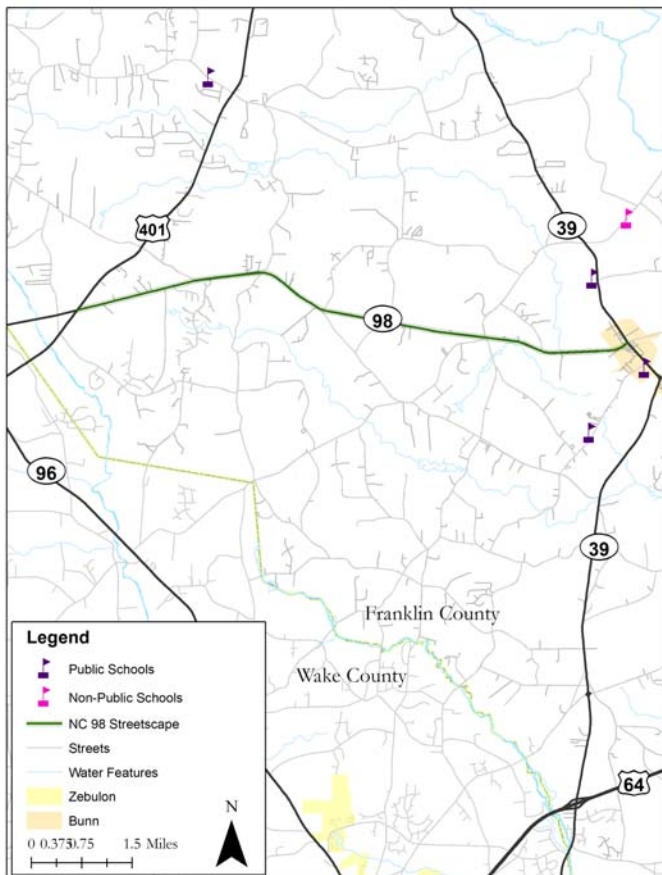 401
39
98
96
39
Franklin County
Wake County
64
Legend
Public Schools
Non-Public Schools
NC 98 Streetscape
Streets
Water Features
Zebulon
Bunn
0 0.375 0.75 1.5 Miles
N